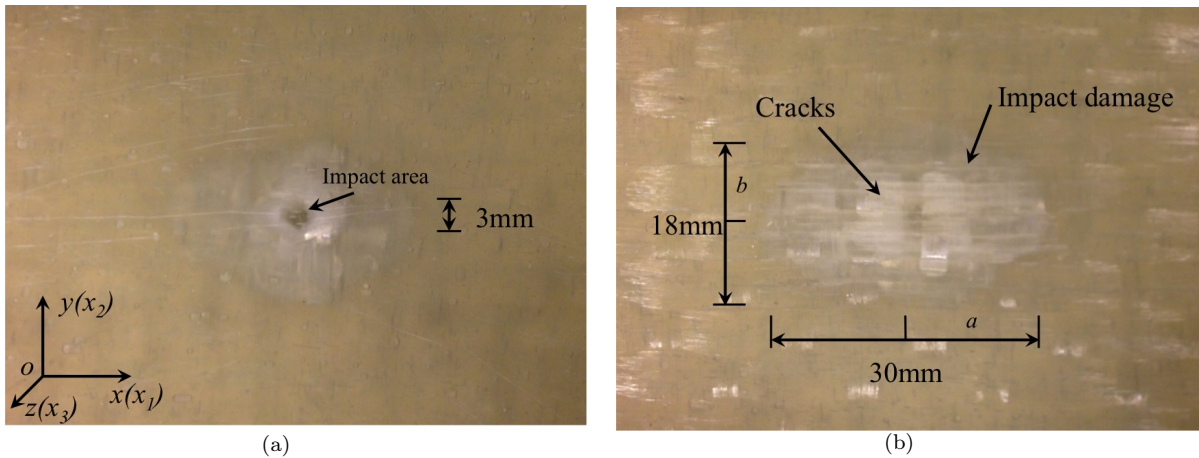 Impact area
3mm
y(x2)
o
x(x1)
z(x3)
(a)
Cracks
Impact damage
b
18mm
a
30mm
(b)